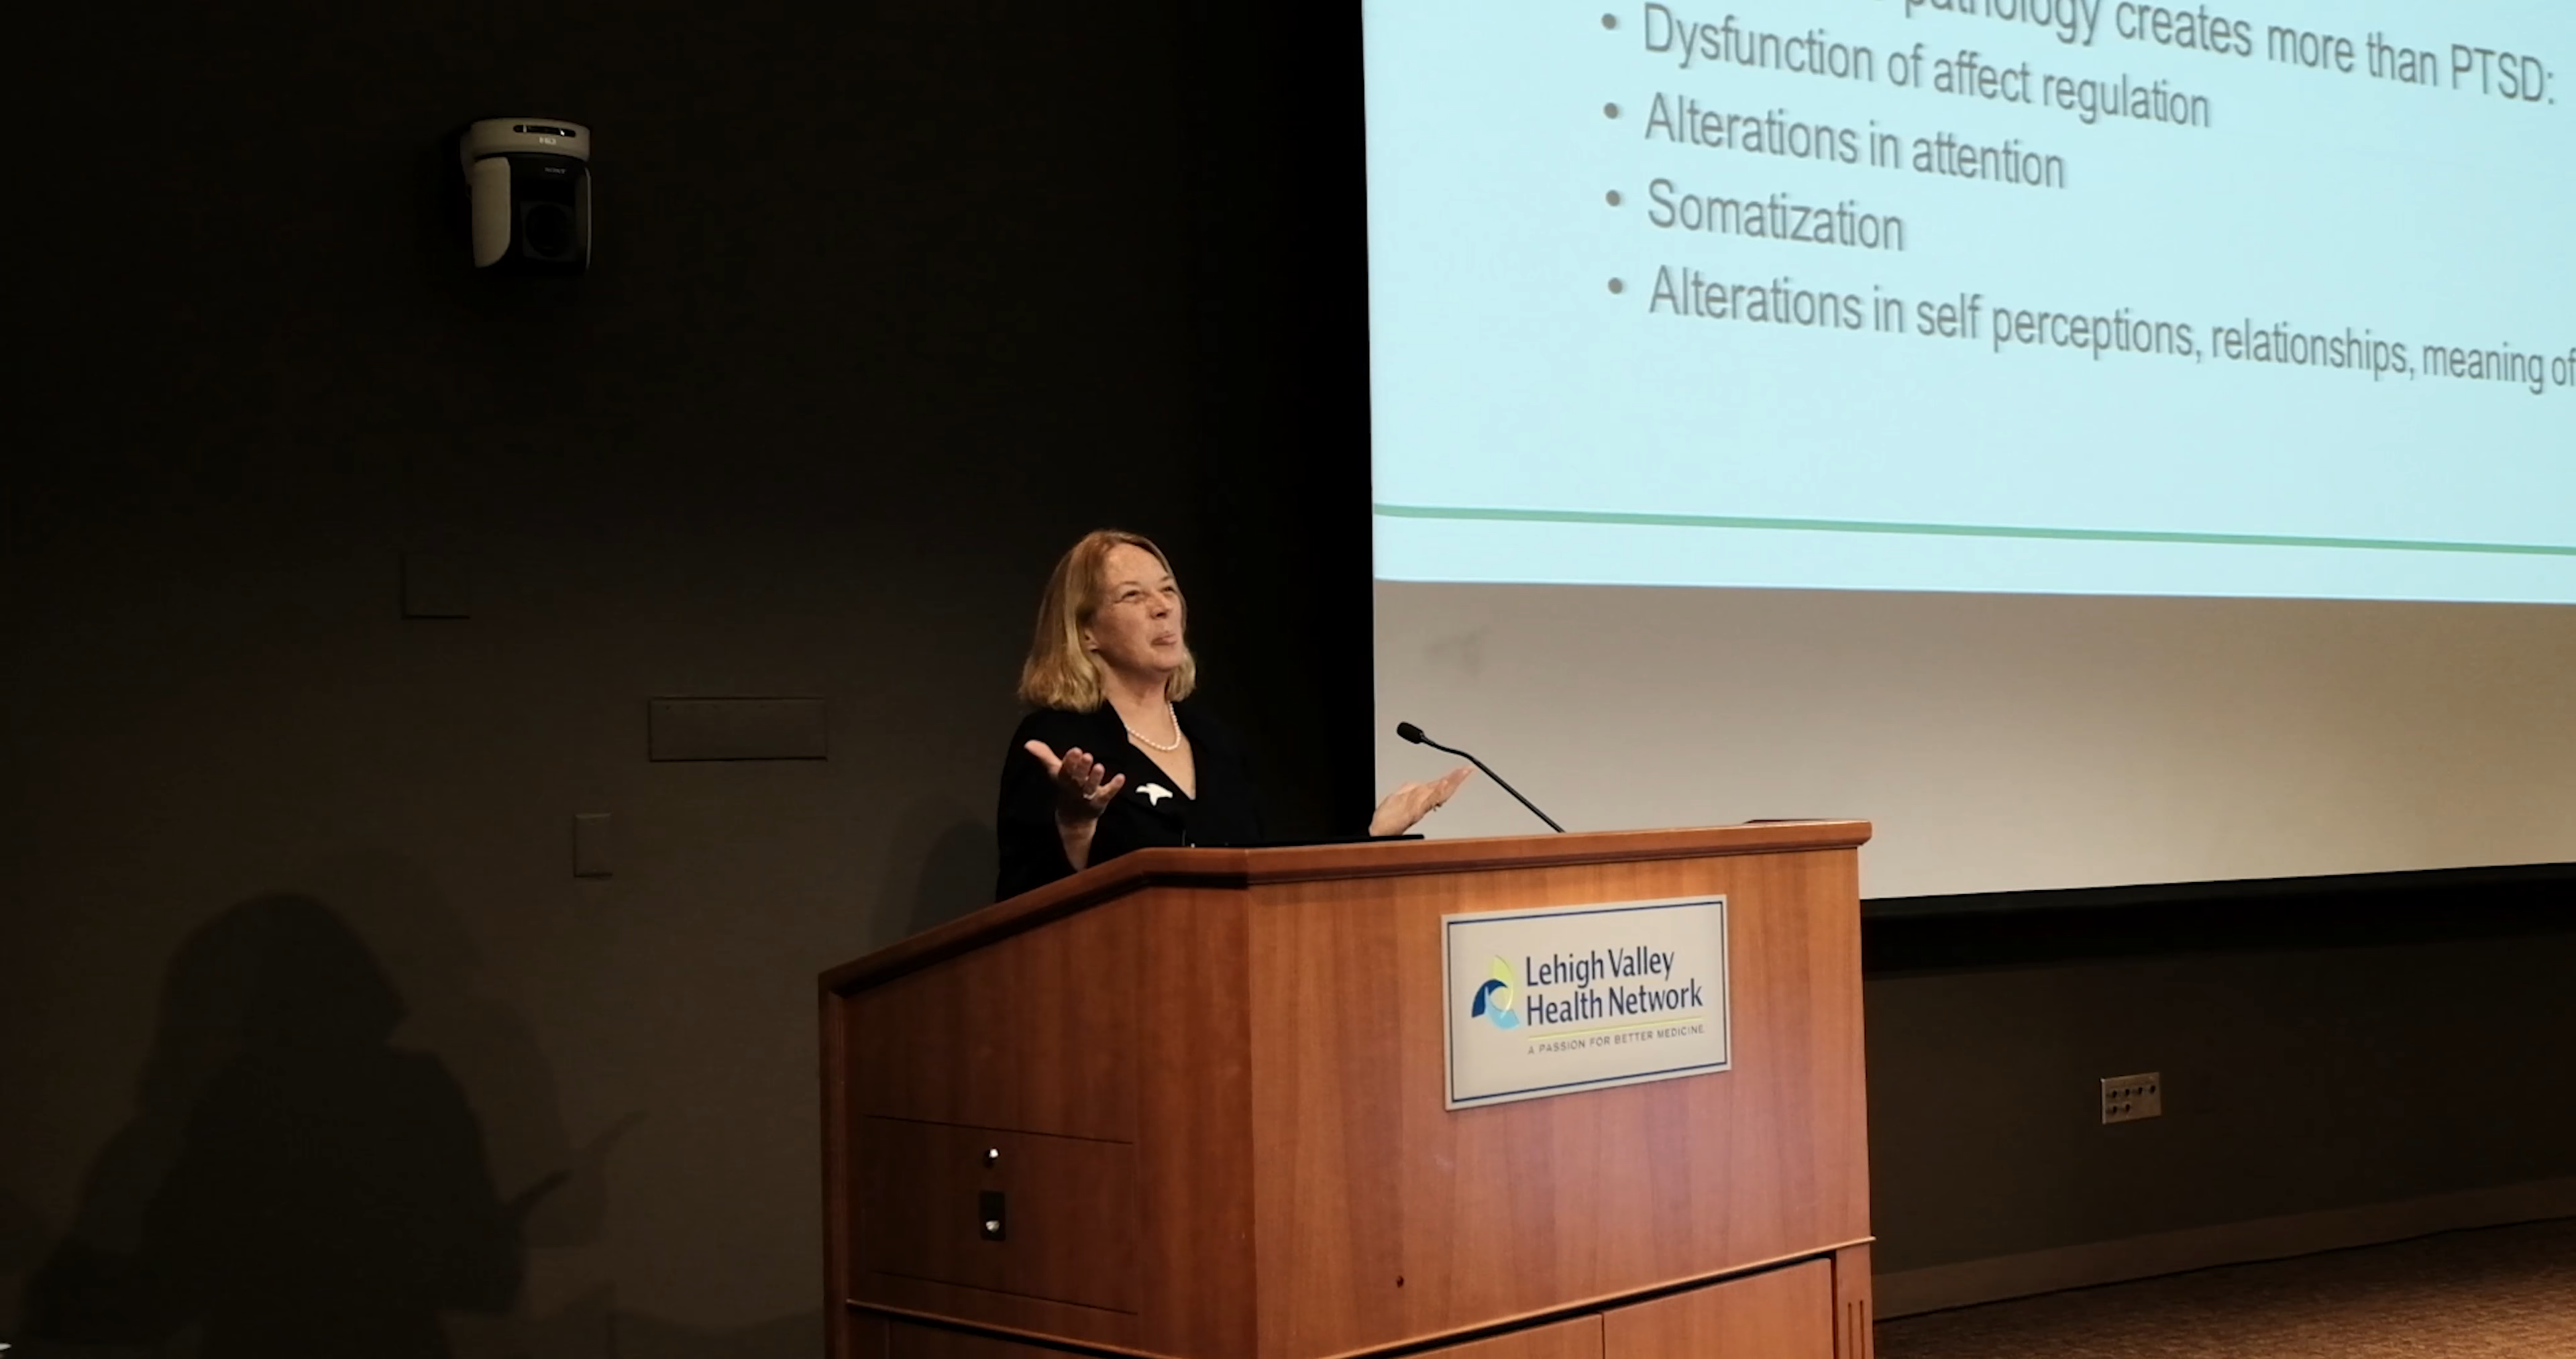 pathology creates more than PTSD:
• Dysfunction of affect regulation
• Alterations in attention
• Somatization
• Alterations in self perceptions, relationships, meaning of
SONY
Lehigh Valley
Health Network
A PASSION FOR BETTER MEDICINE